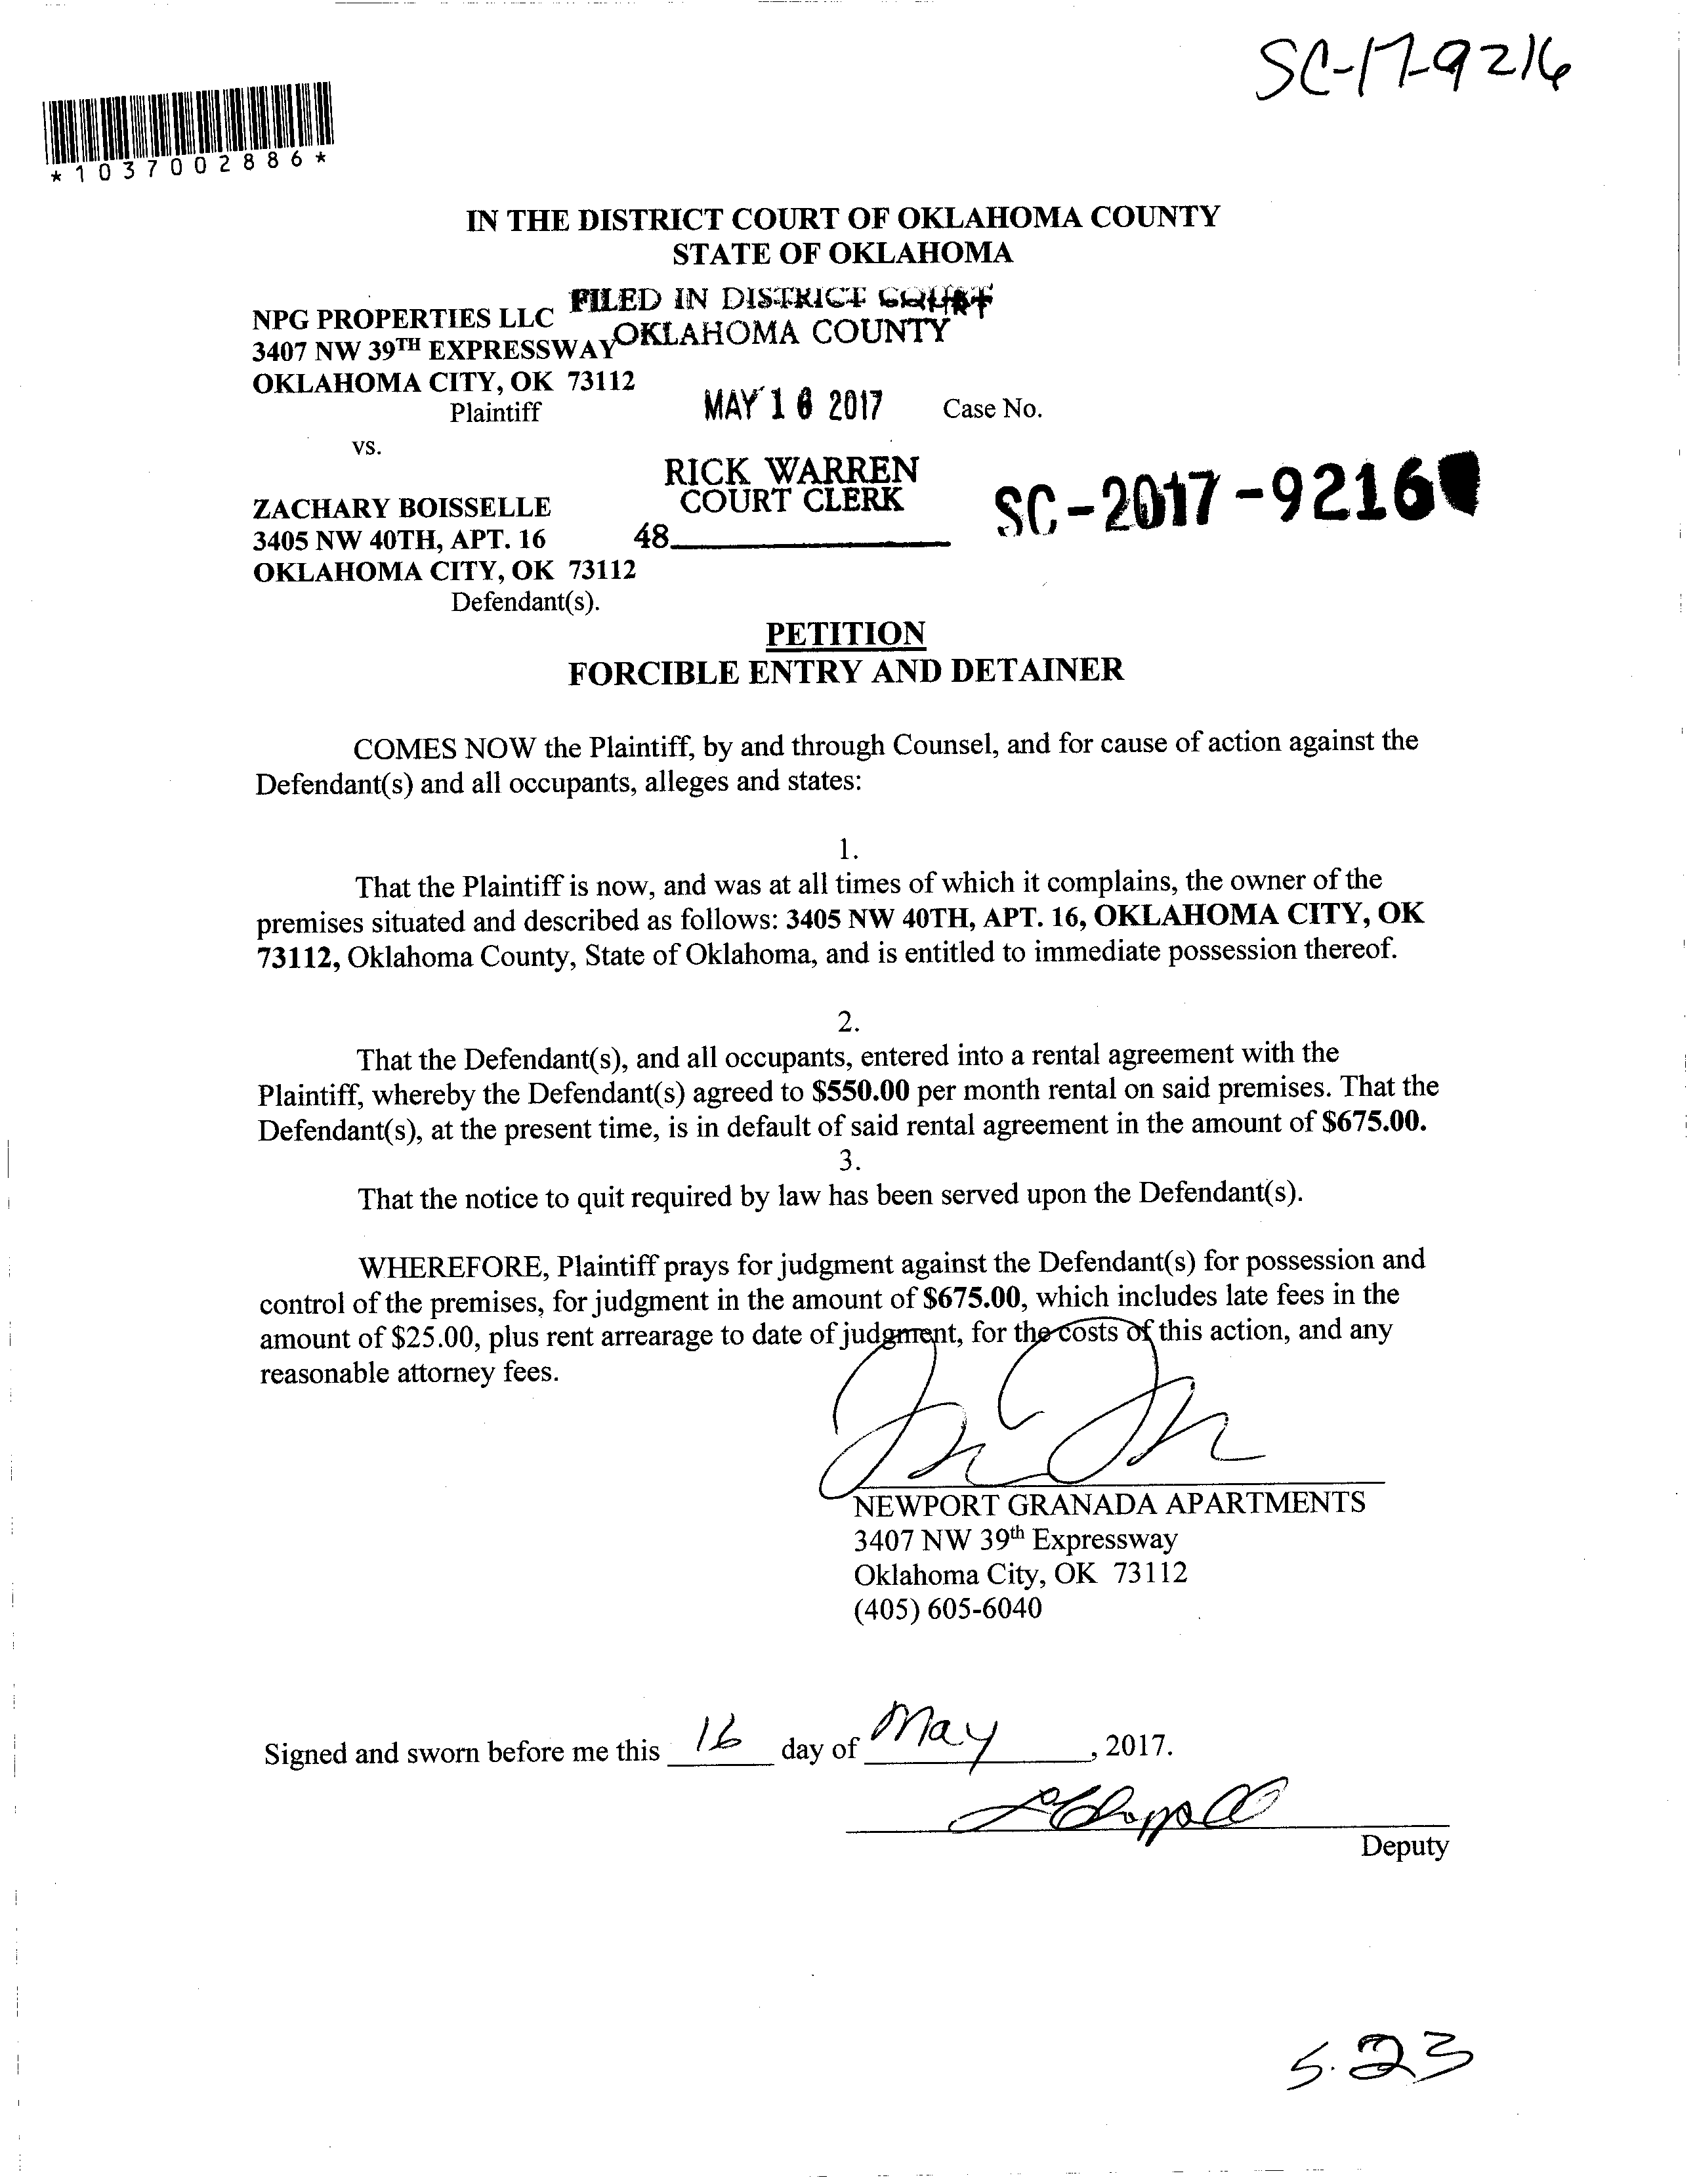 SC-17-9216
*1037002886*
IN THE DISTRICT COURT OF OKLAHOMA COUNTY
STATE OF OKLAHOMA
FILED IN DISTRICT COURT
OKLAHOMA COUNTY
NPG PROPERTIES LLC
3407 NW 39TH EXPRESSWAY
OKLAHOMA CITY, OK 73112
Plaintiff
MAY 16 2017
Case No.
vs.
RICK WARREN
COURT CLERK
48
SC-2017-9216
ZACHARY BOISSELLE
3405 NW 40TH, APT. 16
OKLAHOMA CITY, OK 73112
Defendant(s).
PETITION
FORCIBLE ENTRY AND DETAINER
COMES NOW the Plaintiff, by and through Counsel, and for cause of action against the
Defendant(s) and all occupants, alleges and states:
1.
That the Plaintiff is now, and was at all times of which it complains, the owner of the
premises situated and described as follows: 3405 NW 40TH, APT. 16, OKLAHOMA CITY, OK
73112, Oklahoma County, State of Oklahoma, and is entitled to immediate possession thereof.
2.
That the Defendant(s), and all occupants, entered into a rental agreement with the
Plaintiff, whereby the Defendant(s) agreed to $550.00 per month rental on said premises. That the
Defendant(s), at the present time, is in default of said rental agreement in the amount of $675.00.
3.
That the notice to quit required by law has been served upon the Defendant(s).
WHEREFORE, Plaintiff prays for judgment against the Defendant(s) for possession and
control of the premises, for judgment in the amount of $675.00, which includes late fees in the
amount of $25.00, plus rent arrearage to date of judgment, for the costs of this action, and any
reasonable attorney fees.
NEWPORT GRANADA APARTMENTS
3407 NW 39th Expressway
Oklahoma City, OK 73112
(405) 605-6040
Signed and sworn before me this 16 day of May, 2017.
Deputy
5.23